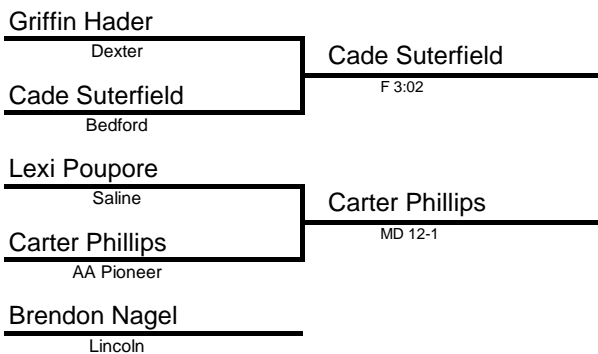 Griffin Hader
Dexter
Cade Suterfield
F 3:02
Cade Suterfield
Bedford
Lexi Poupore
Saline
Carter Phillips
MD 12-1
Carter Phillips
AA Pioneer
Brendon Nagel
Lincoln